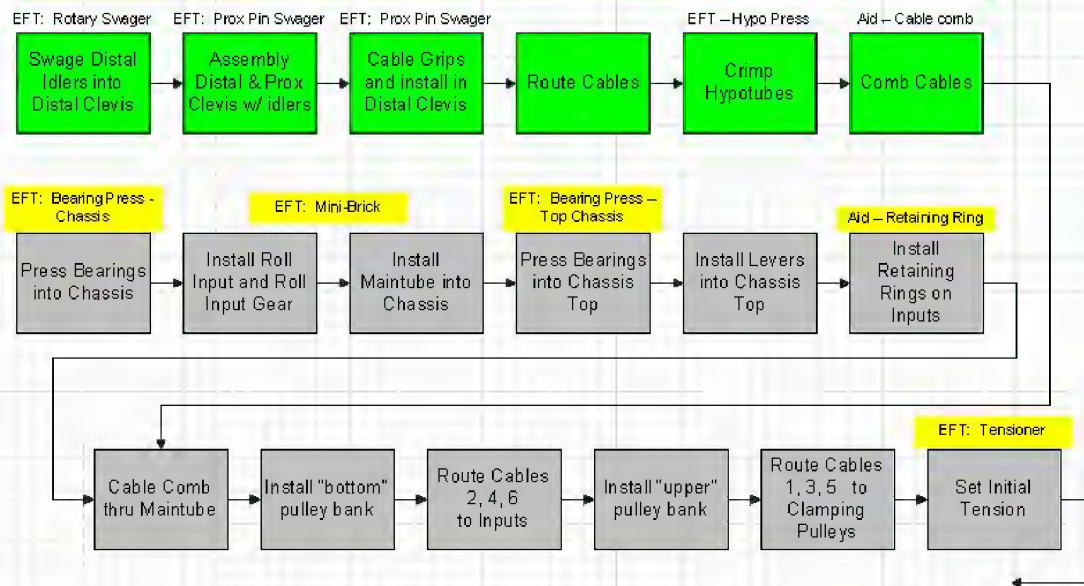 EFT: Rotary Swager
EFT: Prox Pin Swager
EFT: Prox Pin Swager
EFT – Hypo Press
Aid – Cable comb
Swage Distal
Idlers into
Distal Clevis
Assembly
Distal & Prox
Clevis w/ idlers
Cable Grips
and install in
Distal Clevis
Route Cables
Crimp
Hypotubes
Comb Cables
EFT: Bearing Press -
Chassis
EFT: Mini-Brick
EFT: Bearing Press –
Top Chassis
Aid – Retaining Ring
Press Bearings
into Chassis
Install Roll
Input and Roll
Input Gear
Install
Maintube into
Chassis
Press Bearings
into Chassis
Top
Install Levers
into Chassis
Top
Install
Retaining
Rings on
Inputs
EFT: Tensioner
Cable Comb
thru Maintube
Install "bottom"
pulley bank
Route Cables
2, 4, 6
to Inputs
Install "upper"
pulley bank
Route Cables
1, 3, 5 to
Clamping
Pulleys
Set Initial
Tension